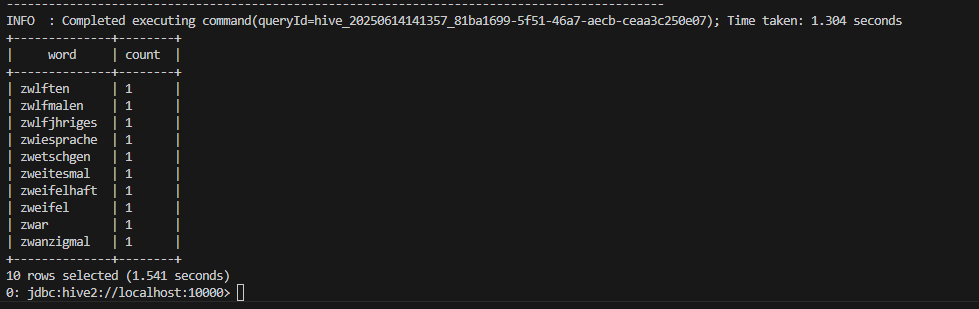 ----------------------------------------------------------------------------------------------
INFO  : Completed executing command(queryId=hive_20250614141357_81ba1699-5f51-46a7-aecb-ceaa3c250e07); Time taken: 1.304 seconds
+--------------+--------+
|     word     | count  |
+--------------+--------+
| zwlften      | 1      |
| zwlfmalen    | 1      |
| zwlfjhriges  | 1      |
| zwiesprache  | 1      |
| zwetschgen   | 1      |
| zweitesmal   | 1      |
| zweifelhaft  | 1      |
| zweifel      | 1      |
| zwar         | 1      |
| zwanzigmal   | 1      |
+--------------+--------+
10 rows selected (1.541 seconds)
0: jdbc:hive2://localhost:10000>